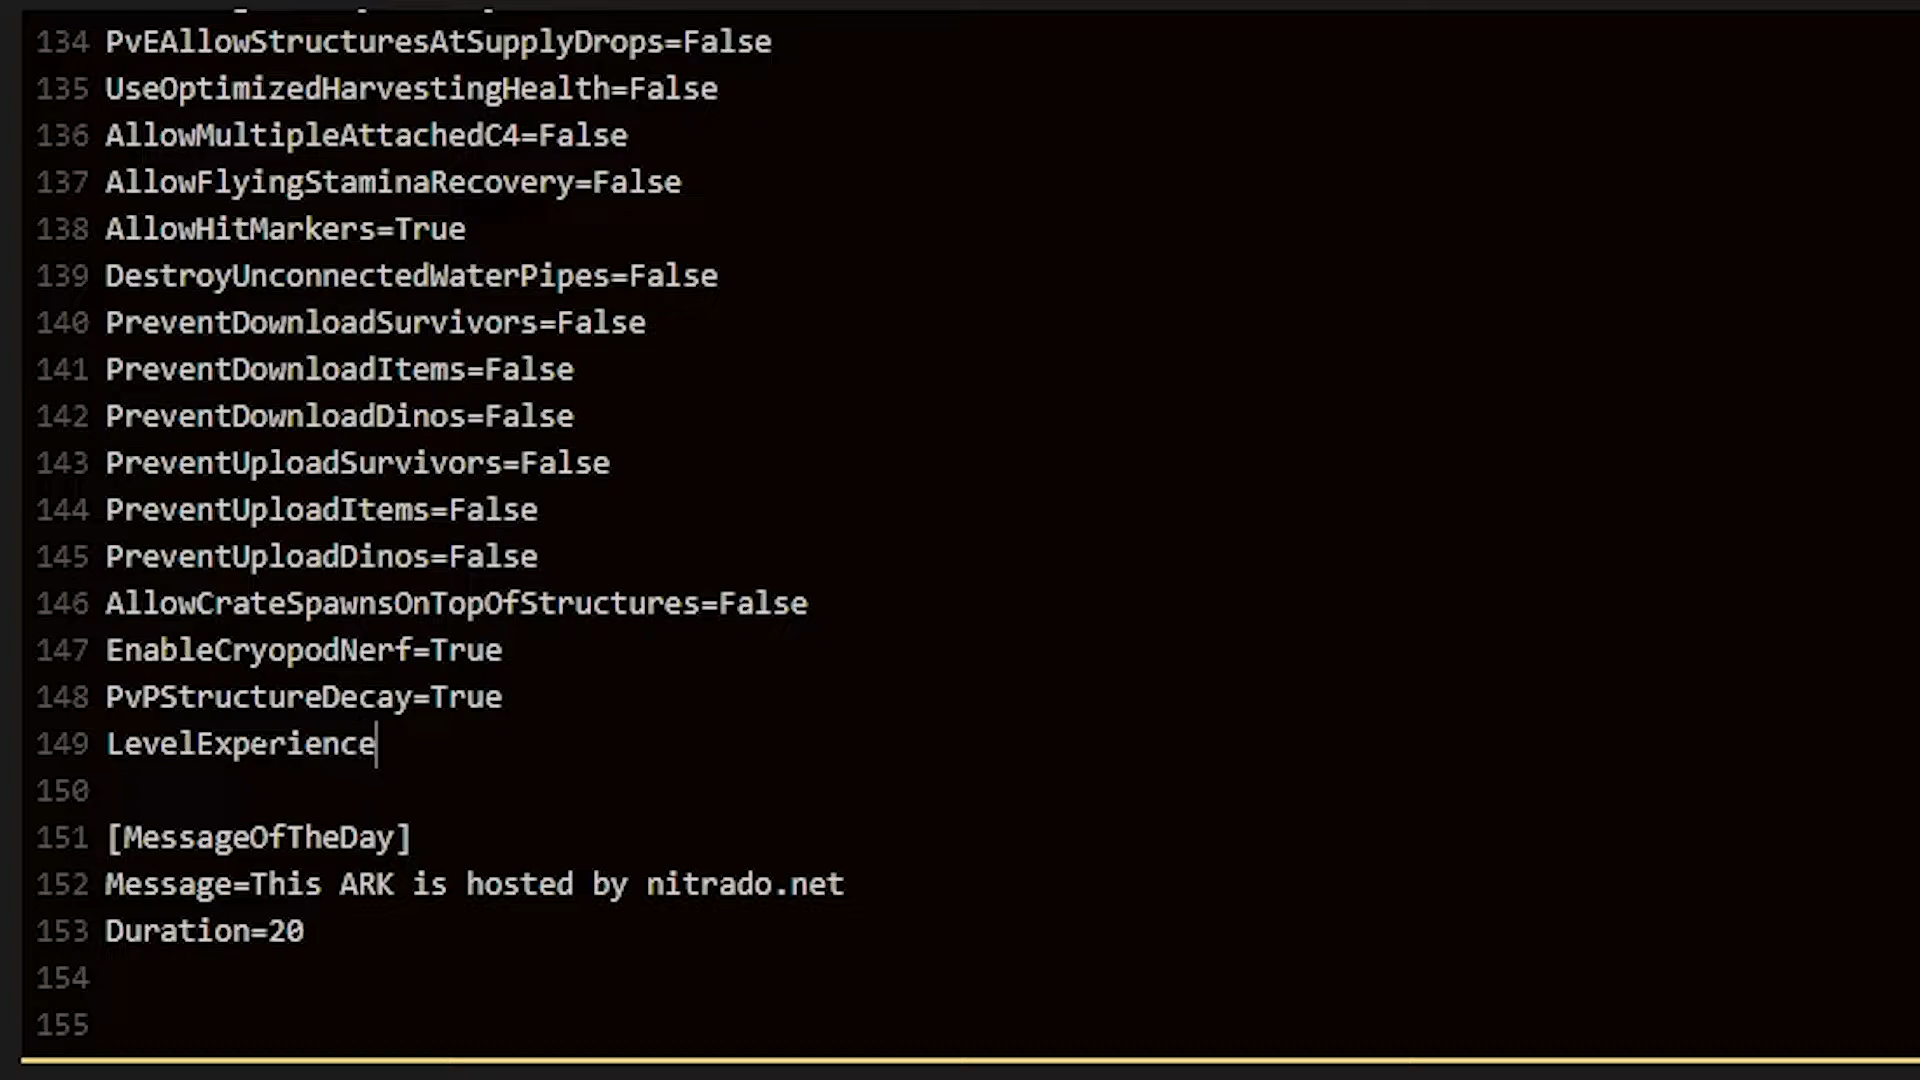 134 PvEAllowStructuresAtSupplyDrops=False
135 UseOptimizedHarvestingHealth=False
136 AllowMultipleAttachedC4=False
137 AllowFlyingStaminaRecovery=False
138 AllowHitMarkers=True
139 DestroyUnconnectedWaterPipes=False
140 PreventDownloadSurvivors=False
141 PreventDownloadItems=False
142 PreventDownloadDinos=False
143 PreventUploadSurvivors=False
144 PreventUploadItems=False
145 PreventUploadDinos=False
146 AllowCrateSpawnsOnTopOfStructures=False
147 EnableCryopodNerf=True
148 PvPStructureDecay=True
149 LevelExperience
150
151 [MessageOfTheDay]
152 Message=This ARK is hosted by nitrado.net
153 Duration=20
154
155